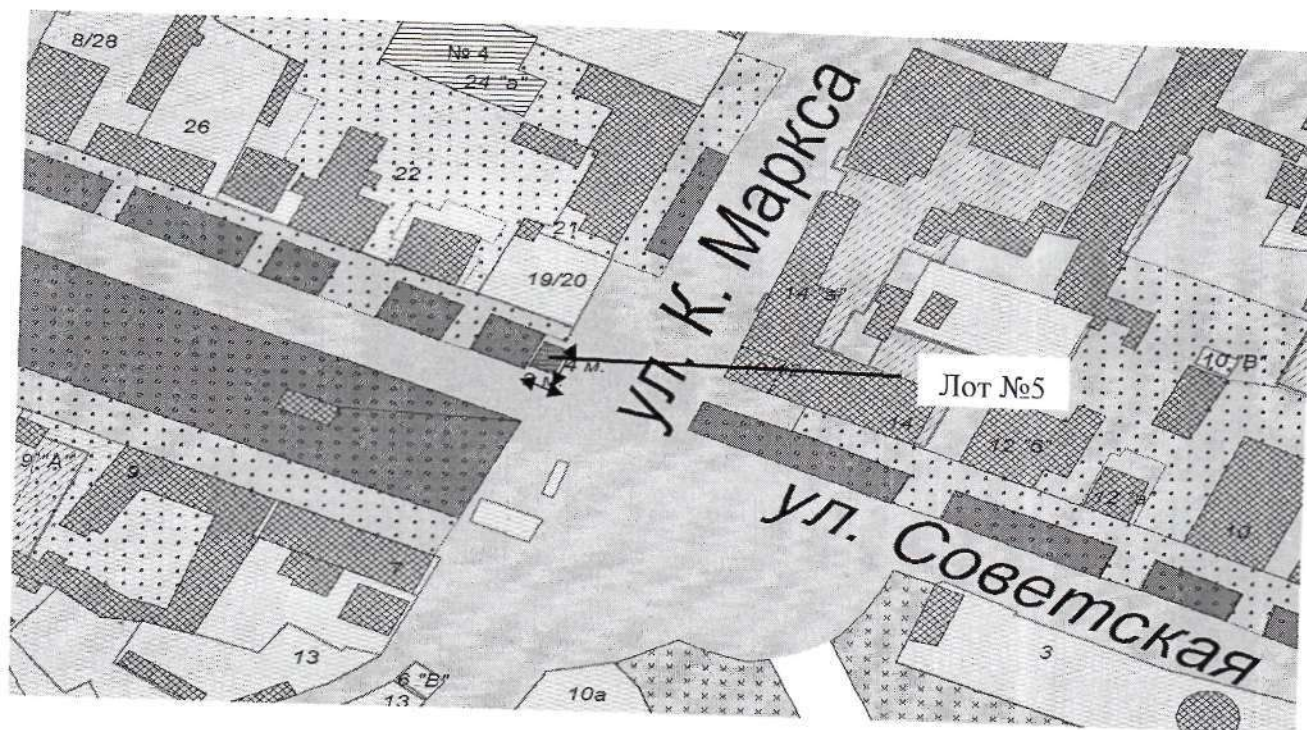 8/28
№ 4
24 "а"
26
22
21
19/20
ул. К. Маркса
14 "а"
4 м.
Лот №5
10 "В"
14
12 "б"
12 "а"
10
ул. Советская
9 "А"
9
7
13
6 "В"
13
10а
3